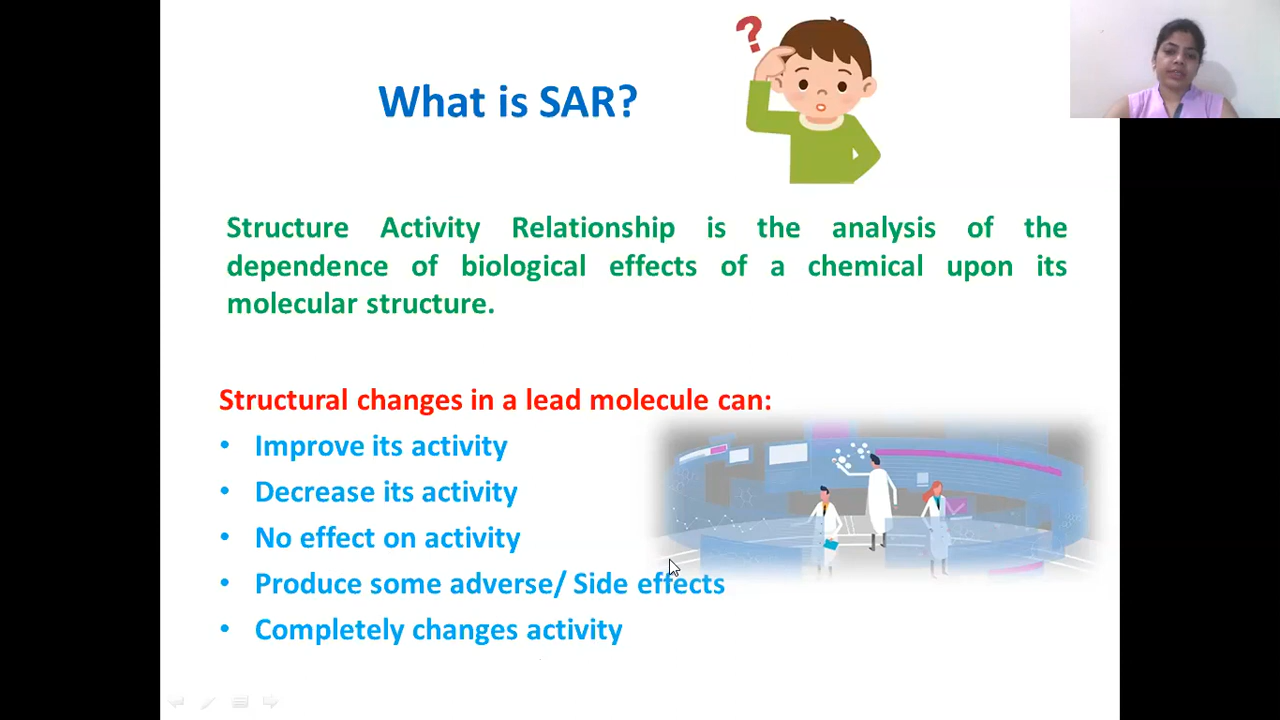 What is SAR?
?
Structure Activity Relationship is the analysis of the
dependence of biological effects of a chemical upon its
molecular structure.
Structural changes in a lead molecule can:
• Improve its activity
• Decrease its activity
• No effect on activity
• Produce some adverse/ Side effects
• Completely changes activity